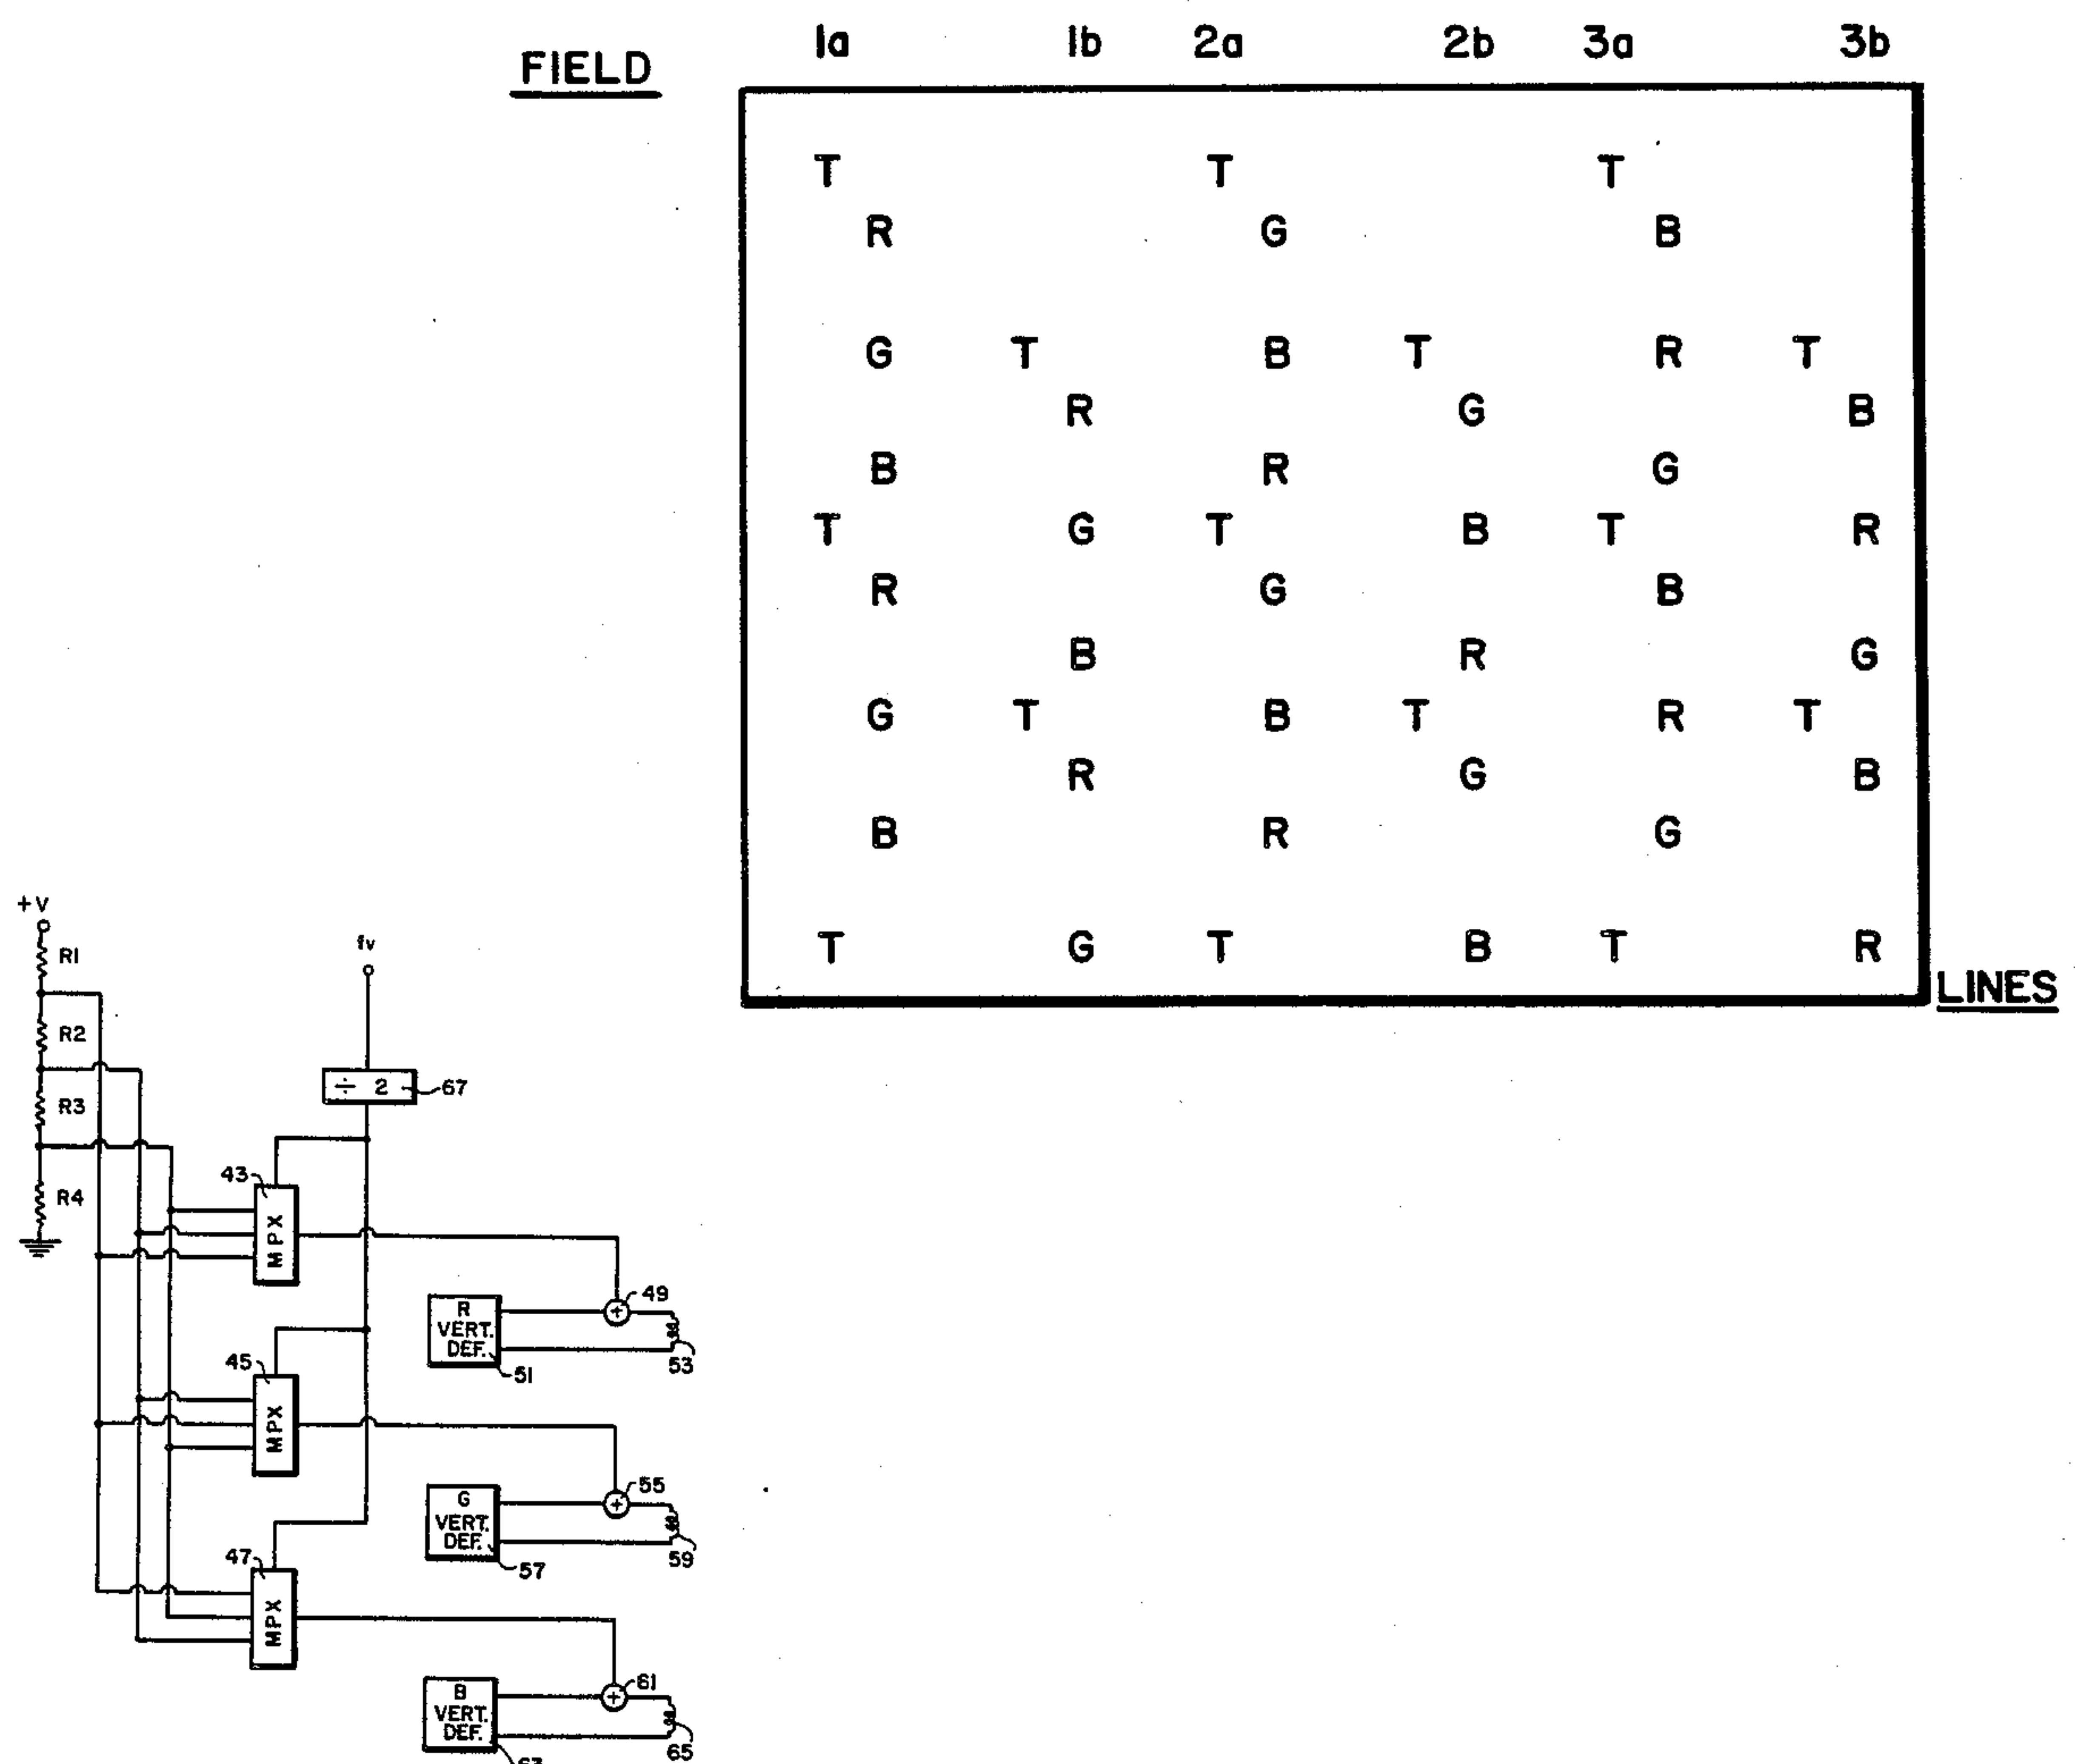 1a 1b 2a 2b 3a 3b
FIELD
T T T
R G B
G T B T R T
R G B
B R G
T G T B T R
R G B
B R G
G T B T R T
R G B
B R G
T G T B T R
LINES
+V
R1
fv
R2
÷ 2 67
R3
43
R4
MPX
49
R
VERT.
DEF.
51
53
45
MPX
55
G
VERT.
DEF.
57
59
47
MPX
61
B
VERT.
DEF.
63
65